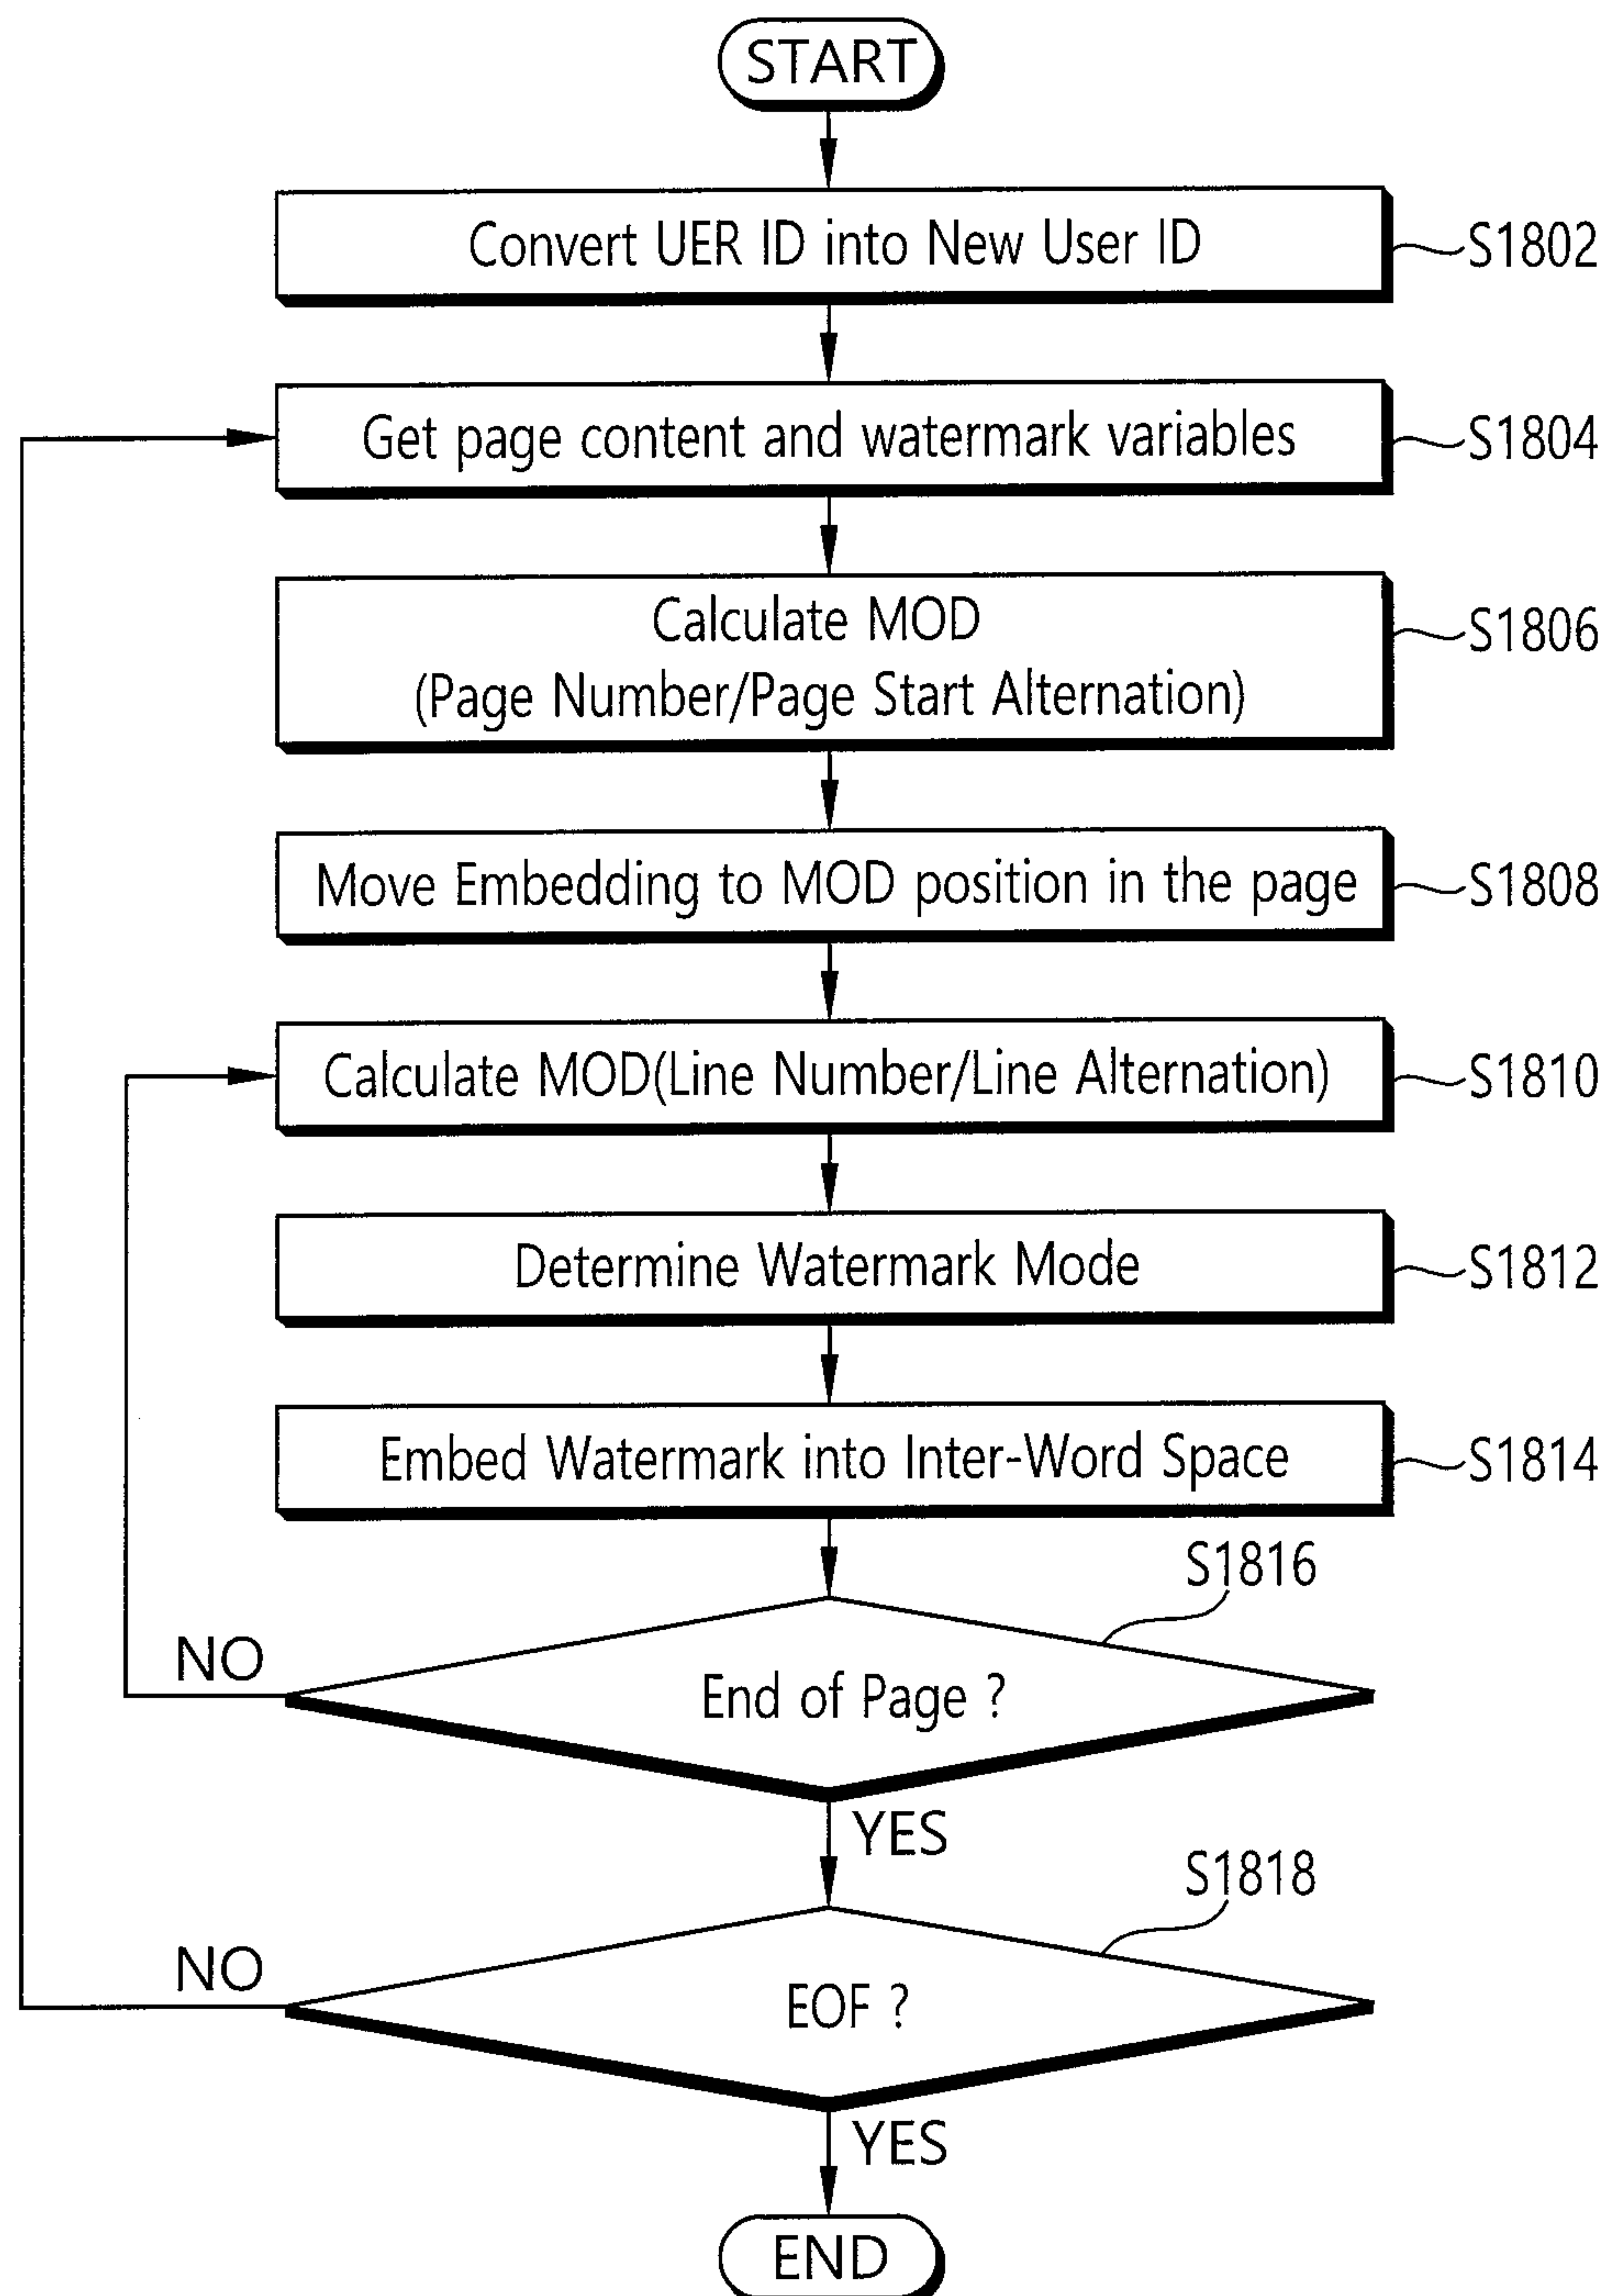 START
Convert UER ID into New User ID
S1802
Get page content and watermark variables
S1804
Calculate MOD
(Page Number/Page Start Alternation)
S1806
Move Embedding to MOD position in the page
S1808
Calculate MOD(Line Number/Line Alternation)
S1810
Determine Watermark Mode
S1812
Embed Watermark into Inter-Word Space
S1814
S1816
NO
End of Page ?
YES
S1818
NO
EOF ?
YES
END